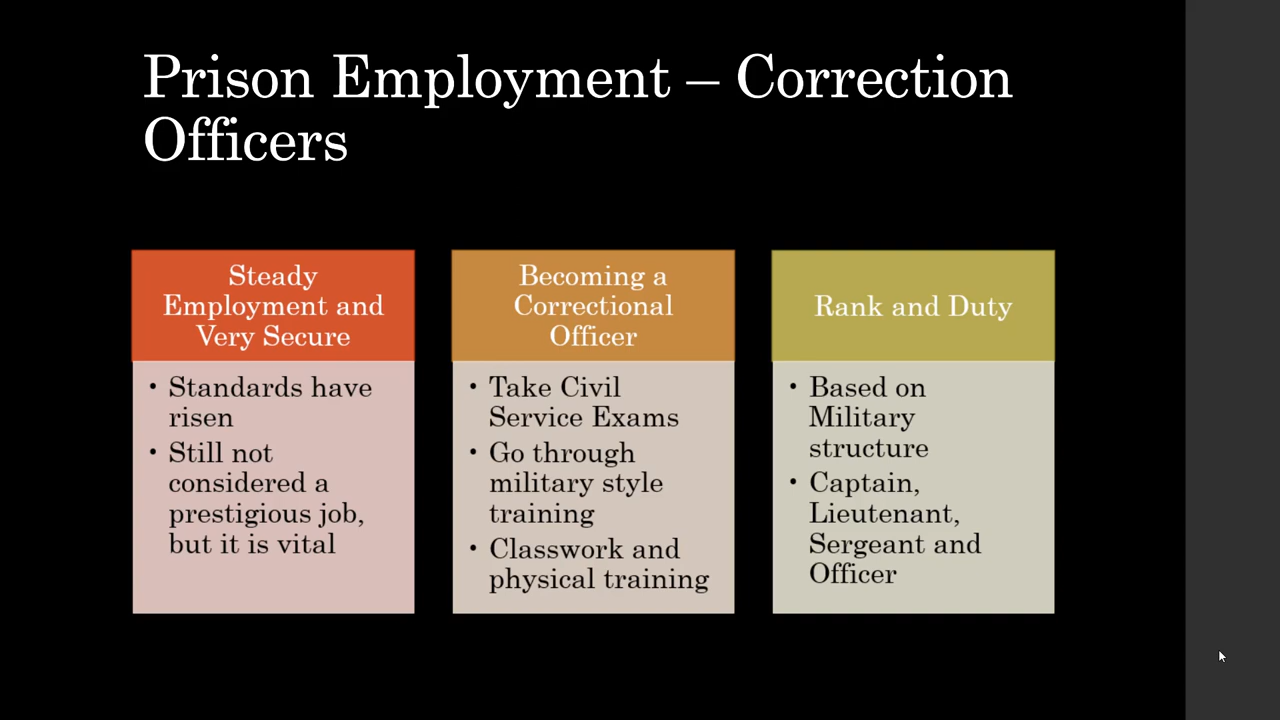 Prison Employment – Correction
Officers
Steady
Employment and
Very Secure
• Standards have
risen
• Still not
considered a
prestigious job,
but it is vital
Becoming a
Correctional
Officer
• Take Civil
Service Exams
• Go through
military style
training
• Classwork and
physical training
Rank and Duty
• Based on
Military
structure
• Captain,
Lieutenant,
Sergeant and
Officer